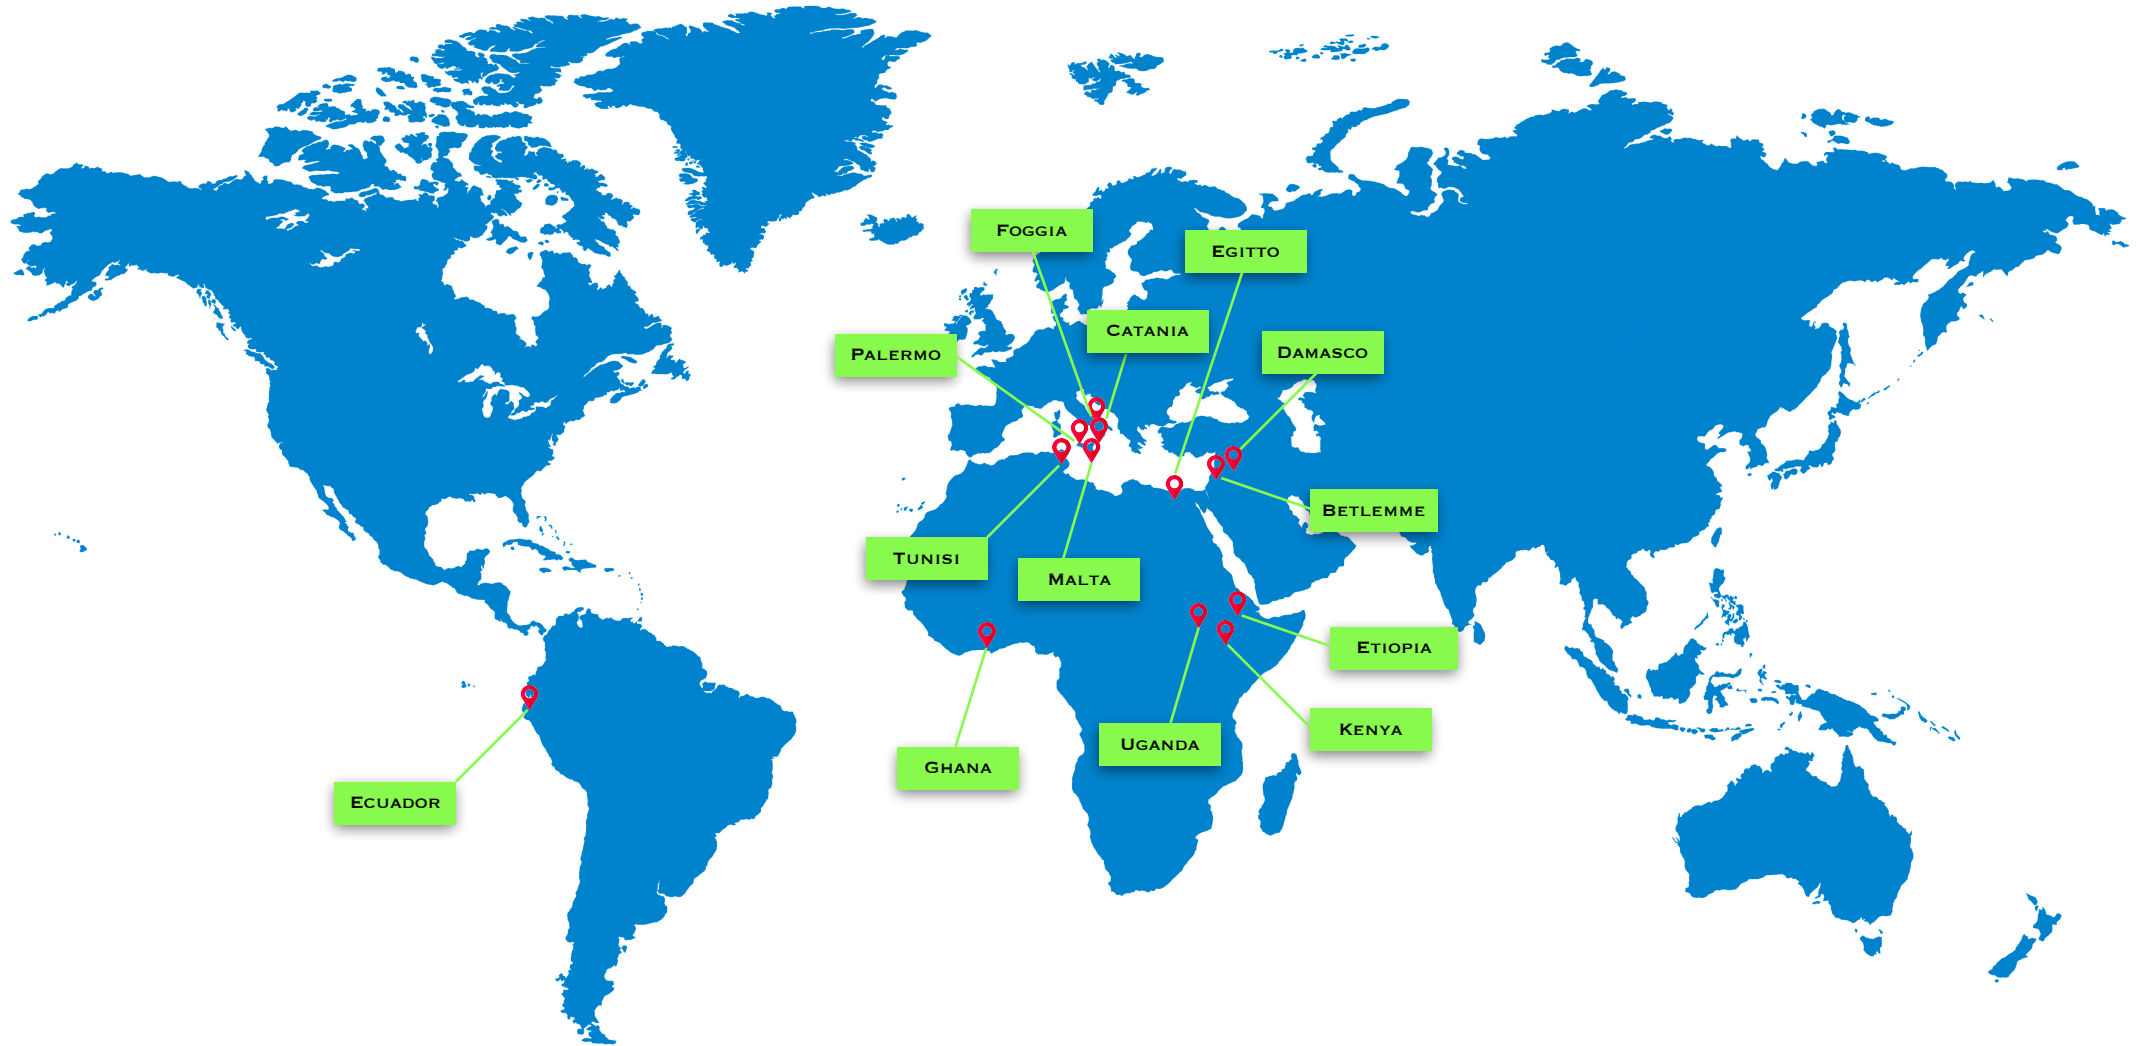 Foggia
Egitto
Catania
Palermo
Damasco
Betlemme
Tunisi
Malta
Etiopia
Kenya
Uganda
Ghana
Ecuador